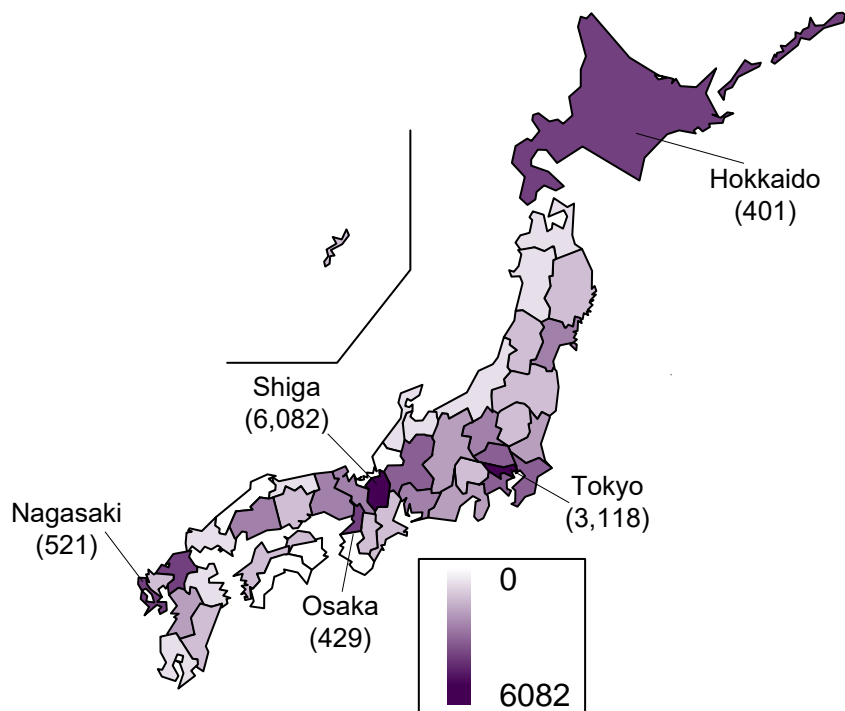 Hokkaido
(401)
Shiga
(6,082)
Tokyo
(3,118)
Nagasaki
(521)
Osaka
(429)
0
6082